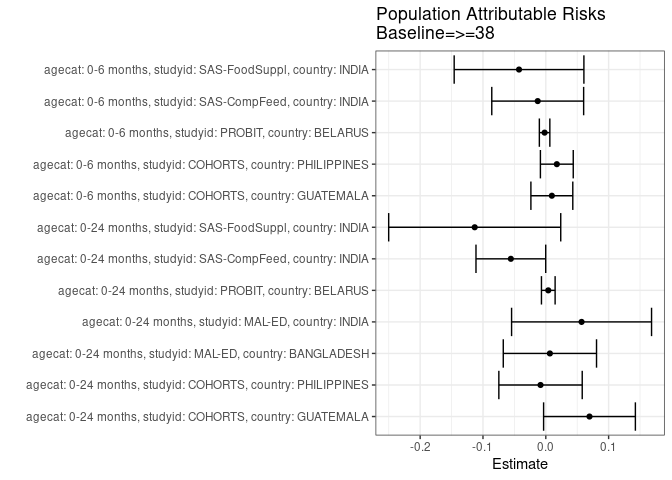 Population Attributable Risks
Baseline=>=38
agecat: 0-6 months, studyid: SAS-FoodSuppl, country: INDIA
agecat: 0-6 months, studyid: SAS-CompFeed, country: INDIA
agecat: 0-6 months, studyid: PROBIT, country: BELARUS
agecat: 0-6 months, studyid: COHORTS, country: PHILIPPINES
agecat: 0-6 months, studyid: COHORTS, country: GUATEMALA
agecat: 0-24 months, studyid: SAS-FoodSuppl, country: INDIA
agecat: 0-24 months, studyid: SAS-CompFeed, country: INDIA
agecat: 0-24 months, studyid: PROBIT, country: BELARUS
agecat: 0-24 months, studyid: MAL-ED, country: INDIA
agecat: 0-24 months, studyid: MAL-ED, country: BANGLADESH
agecat: 0-24 months, studyid: COHORTS, country: PHILIPPINES
agecat: 0-24 months, studyid: COHORTS, country: GUATEMALA
-0.2 -0.1 0.0 0.1
Estimate